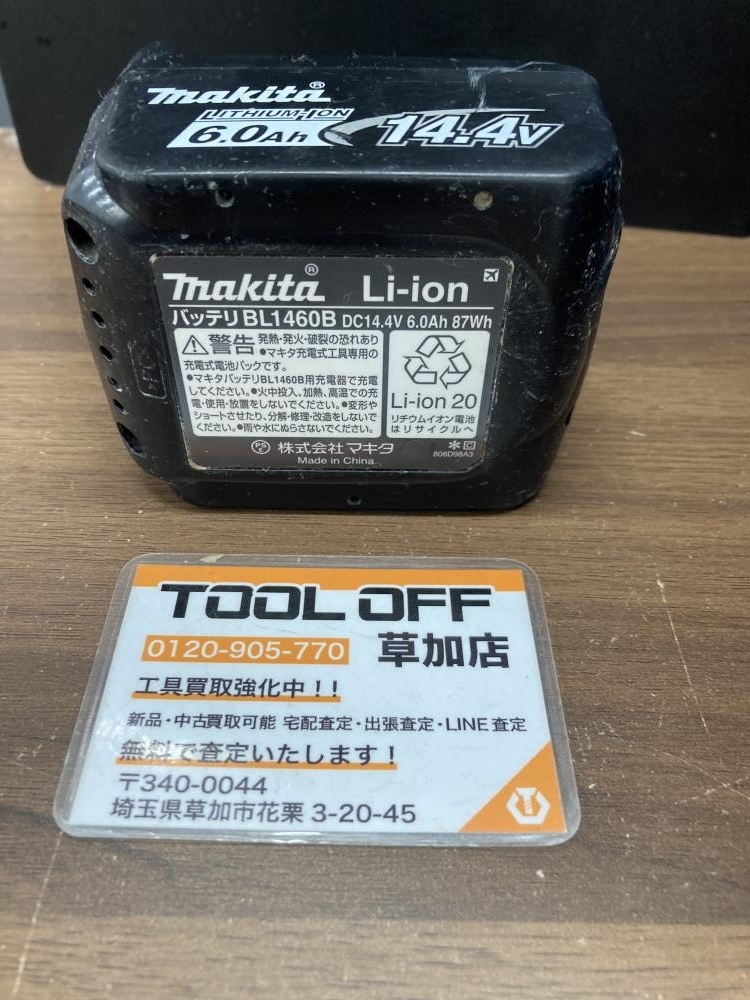 makita®
LITHIUM-ION
6.0Ah 14.4V
makita® Li-ion
バッテリ BL1460B DC14.4V 6.0Ah 87Wh
警告 発熱・発火・破裂の恐れあり
●マキタ充電式工具専用の
充電式電池パックです。
●マキタバッテリBL1460B用充電器で充電
してください。●火中投入、加熱、高温での充
電・使用・放置をしないでください。●変形や
ショートさせたり、分解・修理・改造をしないで
ください。●雨や水にぬらさないでください。
Li-ion 20
リチウムイオン電池
はリサイクルへ
PSE 株式会社 マキタ
Made in China
808D98A3
TOOL OFF
0120-905-770 草加店
工具買取強化中!!
新品・中古買取可能 宅配査定・出張査定・LINE査定
無料で査定いたします!
〒340-0044
埼玉県草加市花栗 3-20-45